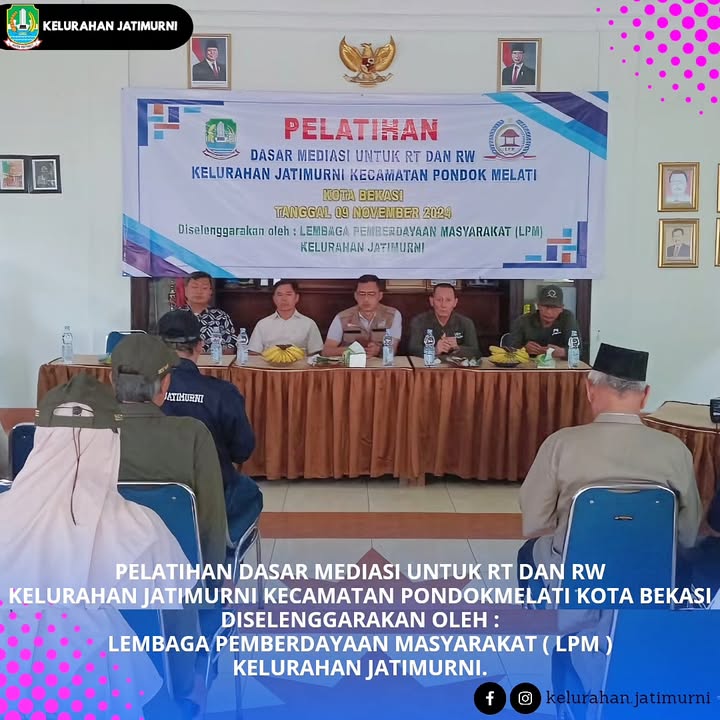 KELURAHAN JATIMURNI
PELATIHAN
DASAR MEDIASI UNTUK RT DAN RW
KELURAHAN JATIMURNI KECAMATAN PONDOK MELATI
KOTA BEKASI
TANGGAL 09 NOVEMBER 2024
Diselenggarakan oleh : LEMBAGA PEMBERDAYAAN MASYARAKAT (LPM)
KELURAHAN JATIMURNI
JATIMURNI
PELATIHAN DASAR MEDIASI UNTUK RT DAN RW
KELURAHAN JATIMURNI KECAMATAN PONDOKMELATI KOTA BEKASI
DISELENGGARAKAN OLEH :
LEMBAGA PEMBERDAYAAN MASYARAKAT ( LPM )
KELURAHAN JATIMURNI.
kelurahan jatimurni